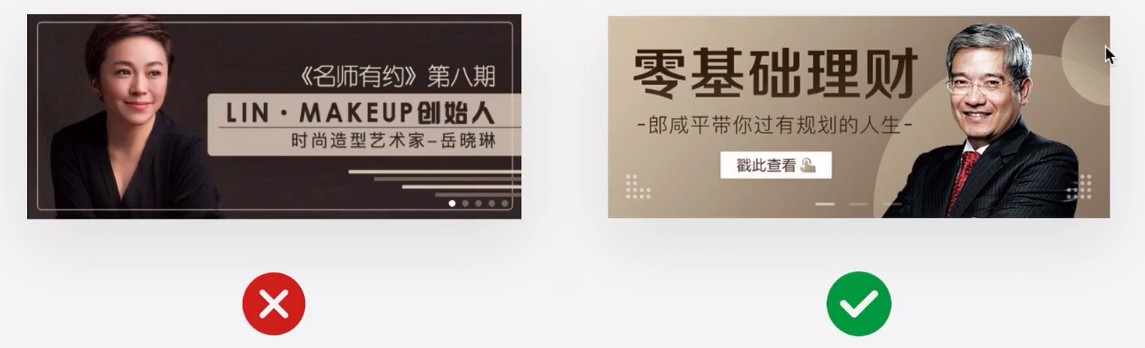 《名师有约》第八期
LIN·MAKEUP创始人
时尚造型艺术家-岳晓琳
零基础理财
-郎咸平带你过有规划的人生-
戳此查看